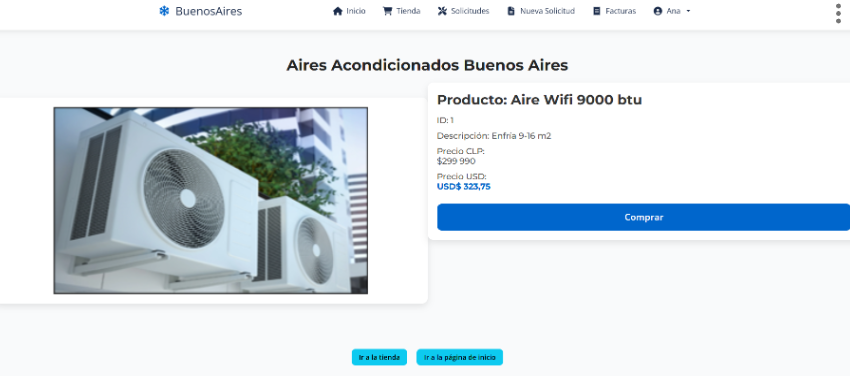 BuenosAires
Inicio
Tienda
Solicitudes
Nueva Solicitud
Facturas
Ana
Aires Acondicionados Buenos Aires
Producto: Aire Wifi 9000 btu
ID: 1
Descripción: Enfría 9-16 m2
Precio CLP:
$299 990
Precio USD:
USD$ 323,75
Comprar
Ir a la tienda
Ir a la página de inicio